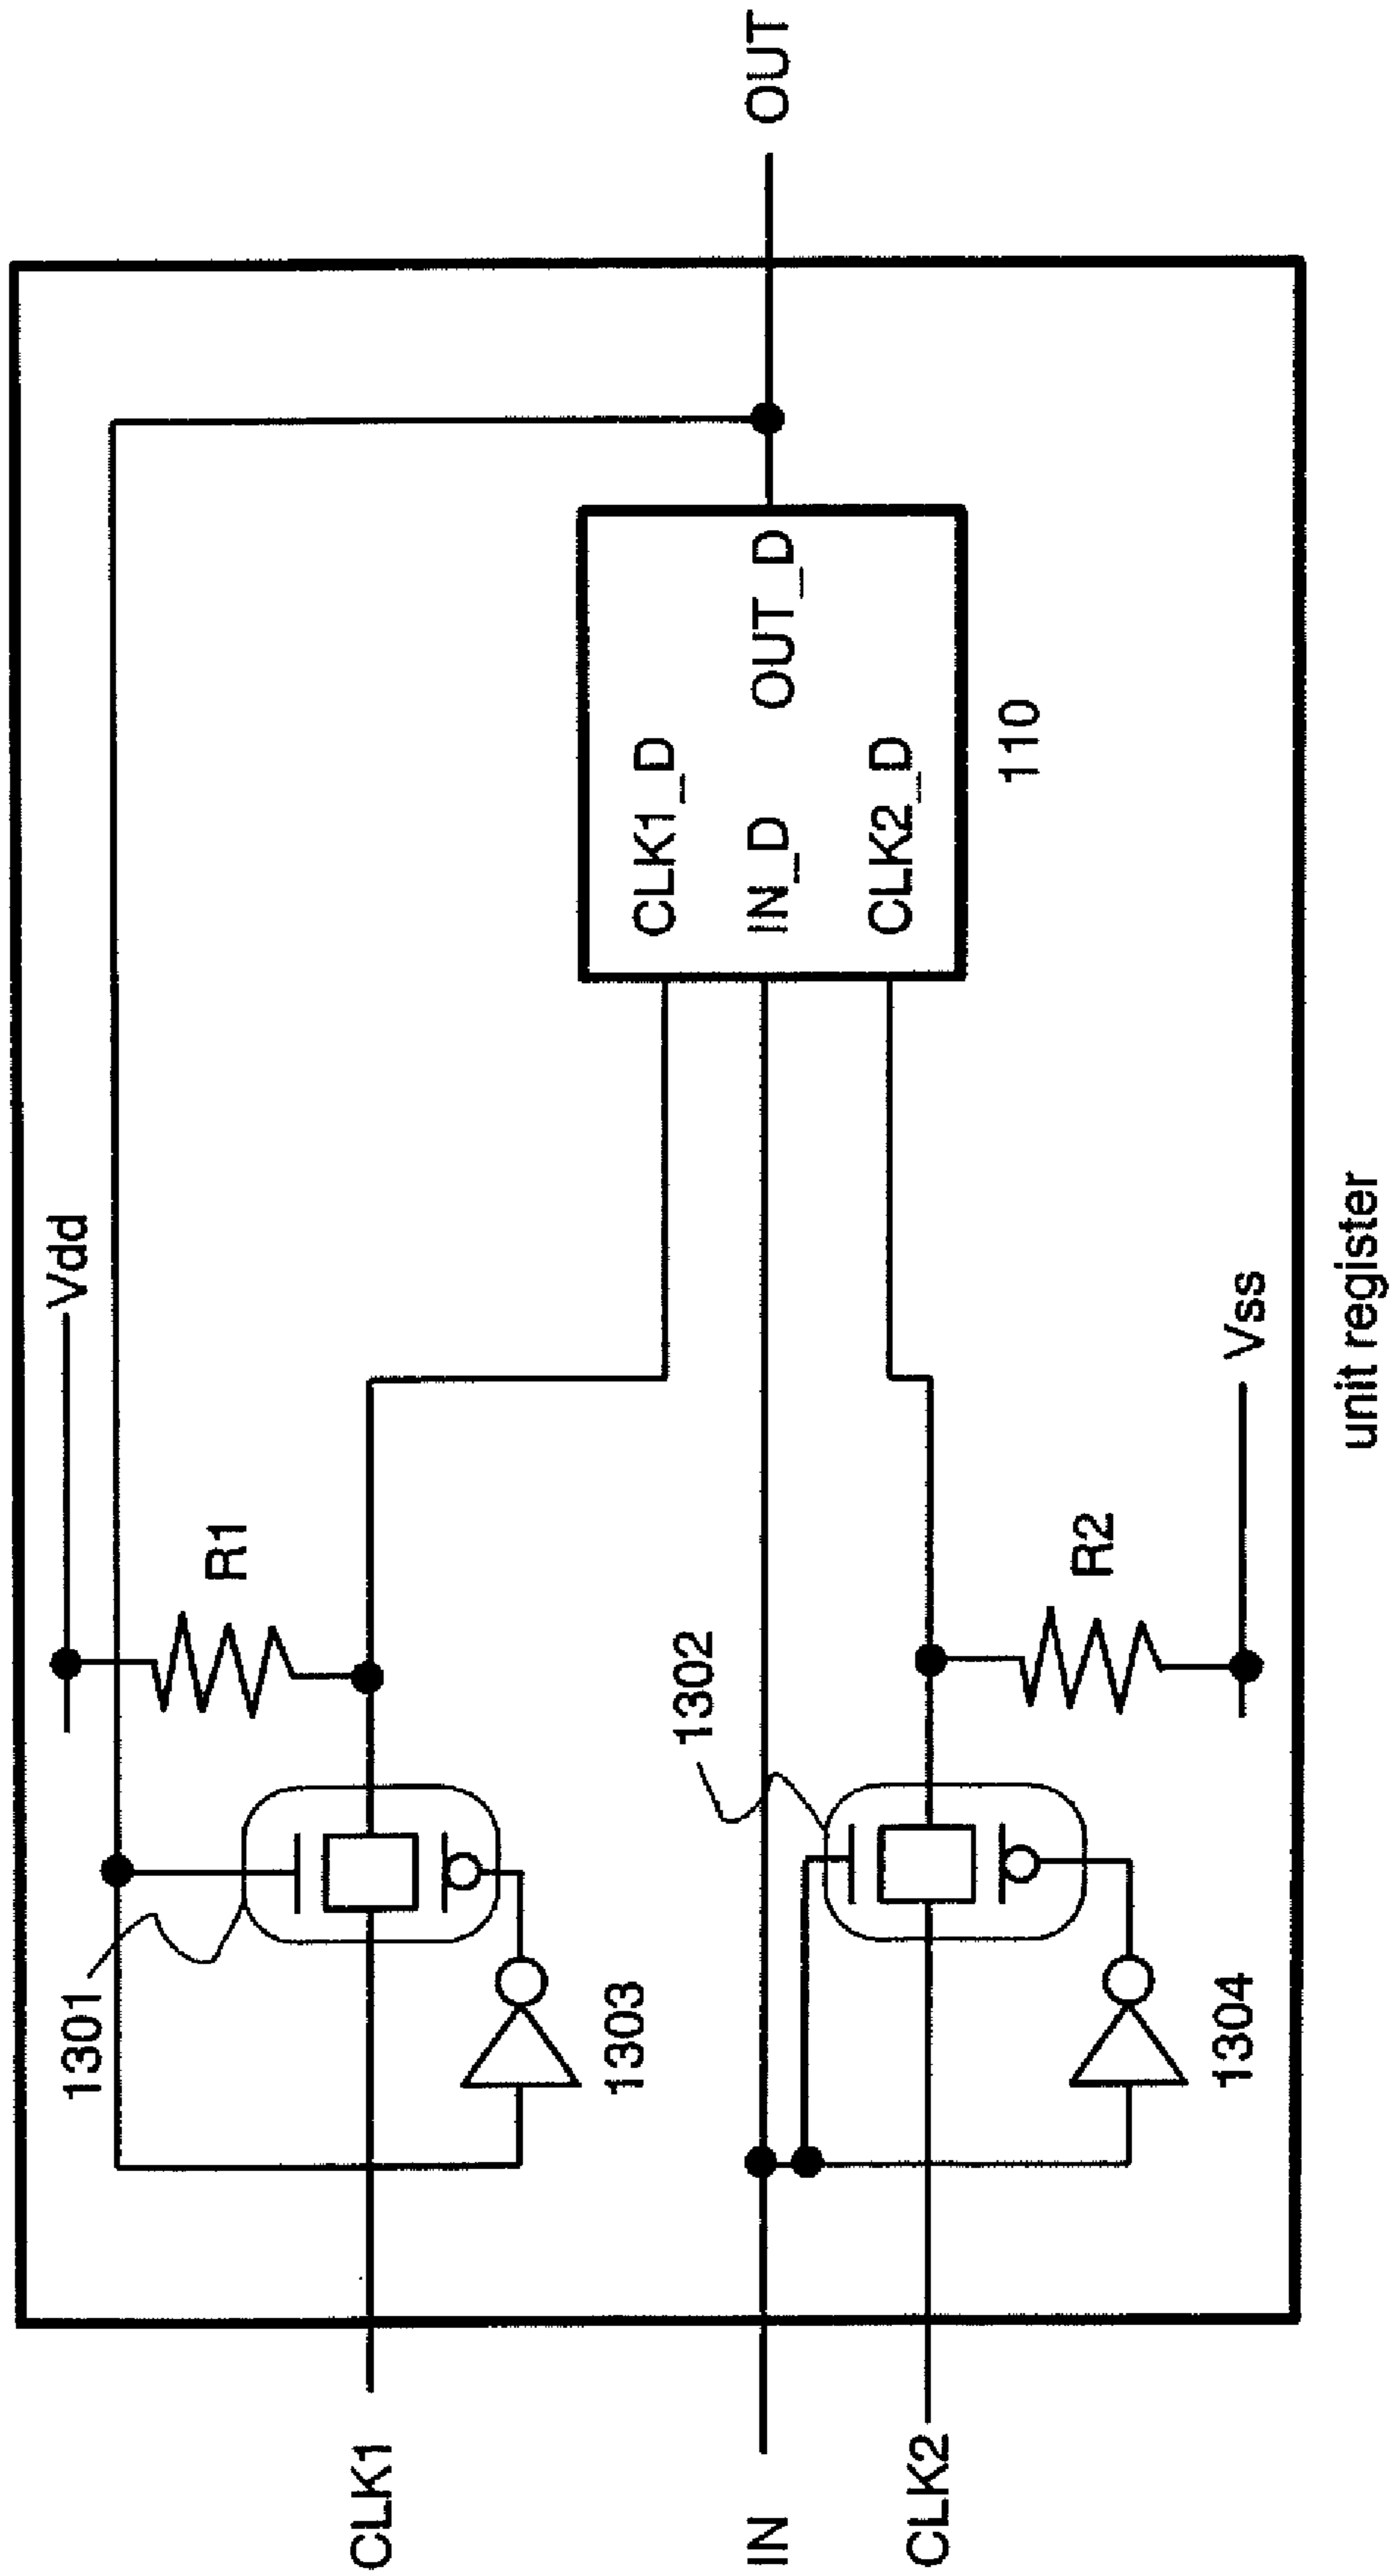 Vdd
R1
1301
1303
CLK1
CLK1_D
IN_D
OUT_D
CLK2_D
110
OUT
IN
1302
CLK2
R2
1304
Vss
unit register